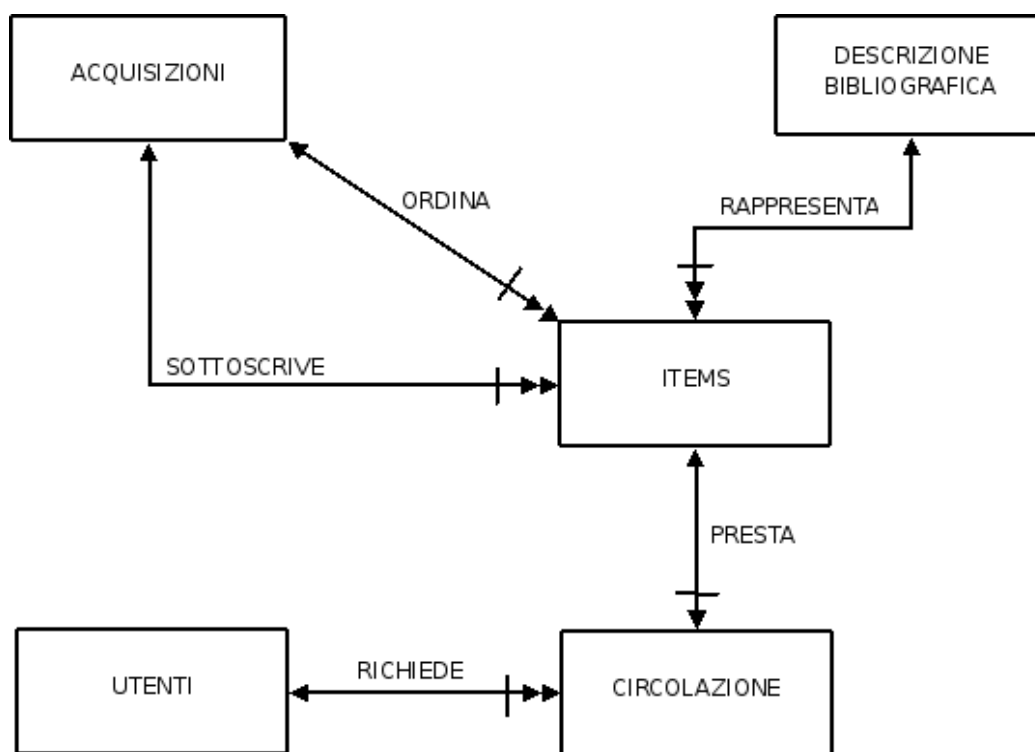 ACQUISIZIONI
DESCRIZIONE
BIBLIOGRAFICA
ORDINA
RAPPRESENTA
SOTTOSCRIVE
ITEMS
PRESTA
RICHIEDE
UTENTI
CIRCOLAZIONE